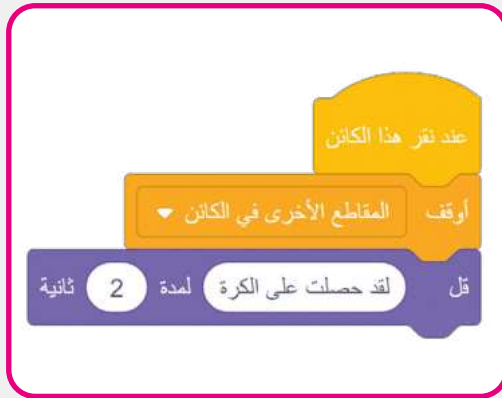 عند نقر هذا الكائن
أوقف المقاطع الأخرى في الكائن
قل لقد حصلت على الكرة لمدة 2 ثانية